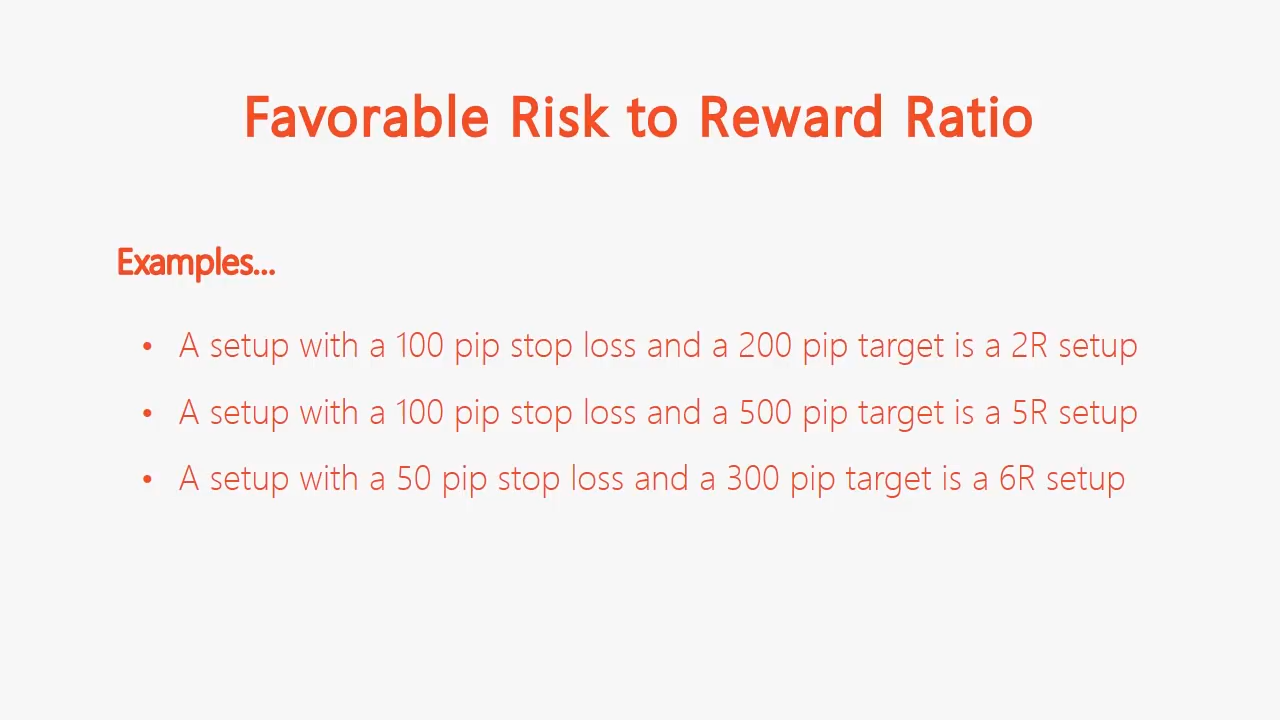 Favorable Risk to Reward Ratio
Examples...
• A setup with a 100 pip stop loss and a 200 pip target is a 2R setup
• A setup with a 100 pip stop loss and a 500 pip target is a 5R setup
• A setup with a 50 pip stop loss and a 300 pip target is a 6R setup